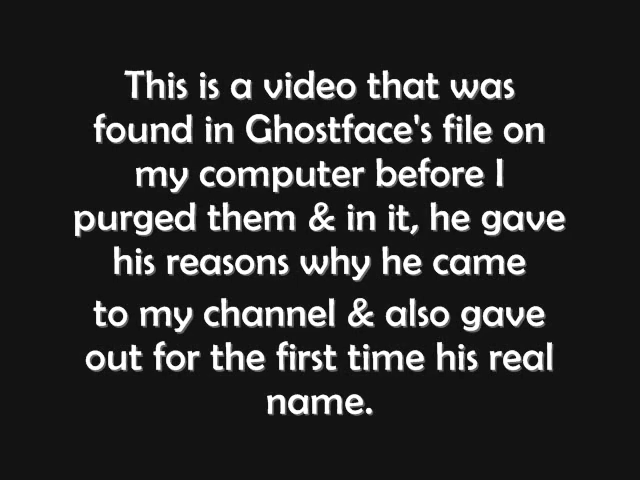 This is a video that was
found in Ghostface's file on
my computer before I
purged them & in it, he gave
his reasons why he came
to my channel & also gave
out for the first time his real
name.